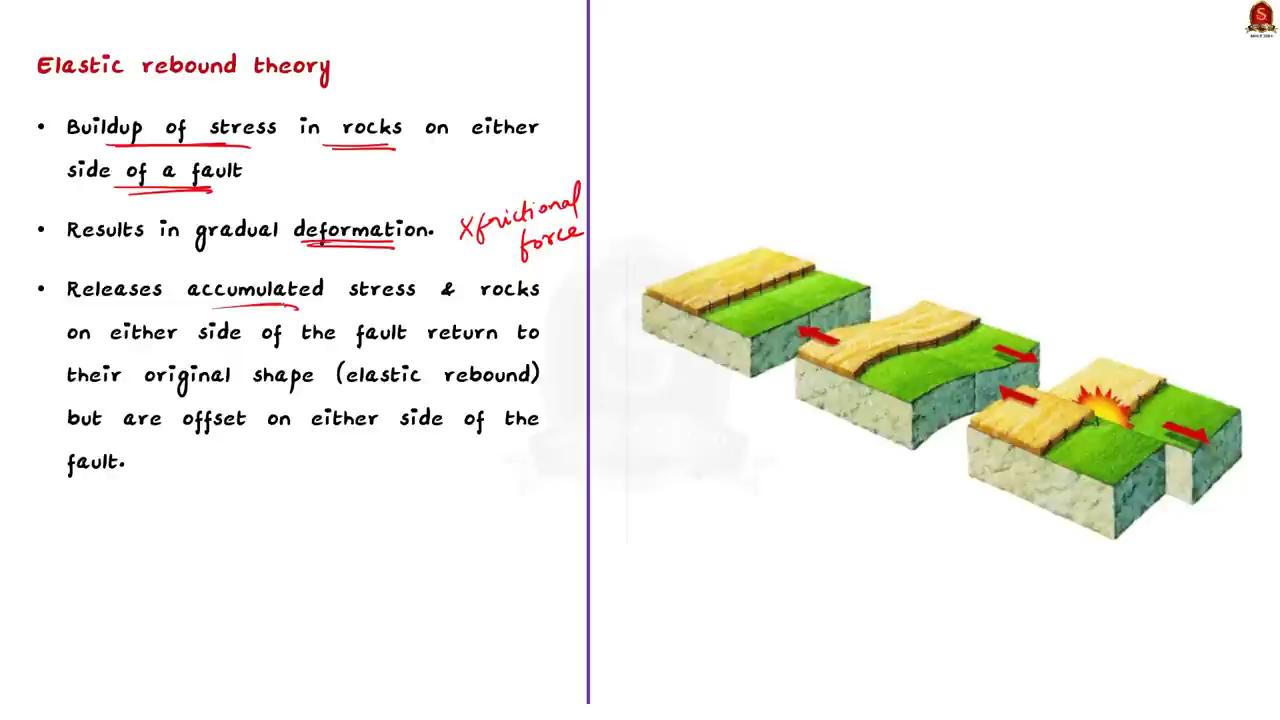 Elastic rebound theory
• Buildup of stress in rocks on either
side of a fault
• Results in gradual deformation.
x frictional
force
• Releases accumulated stress & rocks
on either side of the fault return to
their original shape (elastic rebound)
but are offset on either side of the
fault.
S